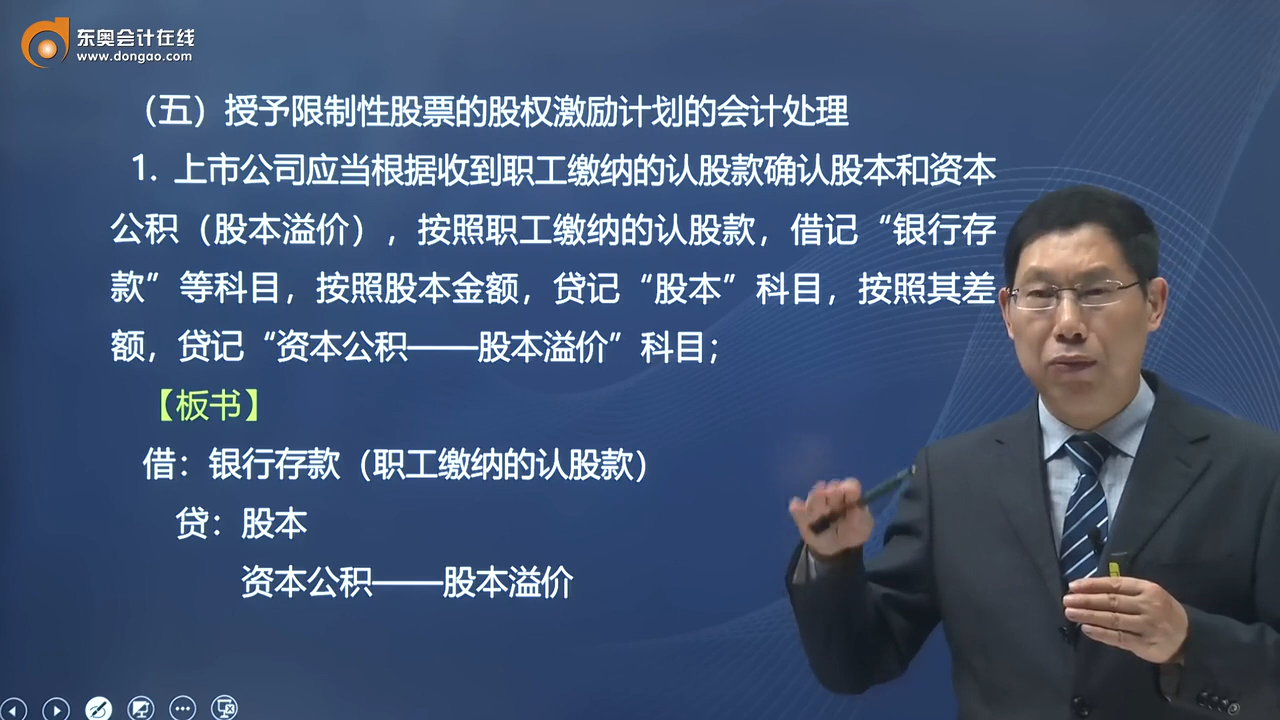 东奥会计在线
www.dongao.com
（五）授予限制性股票的股权激励计划的会计处理
1. 上市公司应当根据收到职工缴纳的认股款确认股本和资本
公积（股本溢价），按照职工缴纳的认股款，借记“银行存
款”等科目，按照股本金额，贷记“股本”科目，按照其差
额，贷记“资本公积——股本溢价”科目；
【板书】
借：银行存款（职工缴纳的认股款）
贷：股本
资本公积——股本溢价